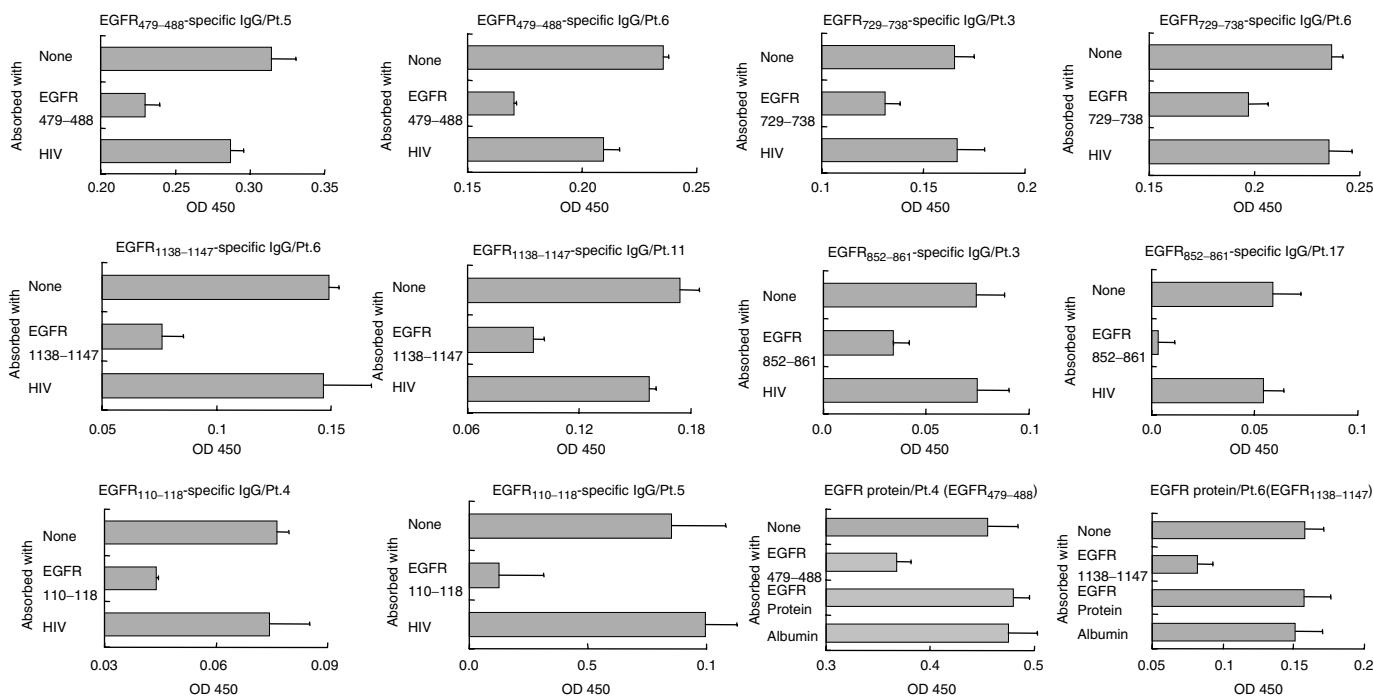 EGFR479–488-specific IgG/Pt.5
Absorbed with
None
EGFR
479–488
HIV
0.20 0.25 0.30 0.35
OD 450
EGFR479–488-specific IgG/Pt.6
Absorbed with
None
EGFR
479–488
HIV
0.15 0.20 0.25
OD 450
EGFR729–738-specific IgG/Pt.3
Absorbed with
None
EGFR
729–738
HIV
0.1 0.15 0.2
OD 450
EGFR729–738-specific IgG/Pt.6
Absorbed with
None
EGFR
729–738
HIV
0.15 0.2 0.25
OD 450
EGFR1138–1147-specific IgG/Pt.6
Absorbed with
None
EGFR
1138–1147
HIV
0.05 0.1 0.15
OD 450
EGFR1138–1147-specific IgG/Pt.11
Absorbed with
None
EGFR
1138–1147
HIV
0.06 0.12 0.18
OD 450
EGFR852–861-specific IgG/Pt.3
Absorbed with
None
EGFR
852–861
HIV
0.0 0.05 0.1
OD 450
EGFR852–861-specific IgG/Pt.17
Absorbed with
None
EGFR
852–861
HIV
0.0 0.05 0.1
OD 450
EGFR110–118-specific IgG/Pt.4
Absorbed with
None
EGFR
110–118
HIV
0.03 0.06 0.09
OD 450
EGFR110–118-specific IgG/Pt.5
Absorbed with
None
EGFR
110–118
HIV
0.0 0.5 0.1
OD 450
EGFR protein/Pt.4 (EGFR479–488)
Absorbed with
None
EGFR
479–488
EGFR
Protein
Albumin
0.3 0.4 0.5
OD 450
EGFR protein/Pt.6(EGFR1138–1147)
Absorbed with
None
EGFR
1138–1147
EGFR
Protein
Albumin
0.05 0.1 0.15 0.2
OD 450